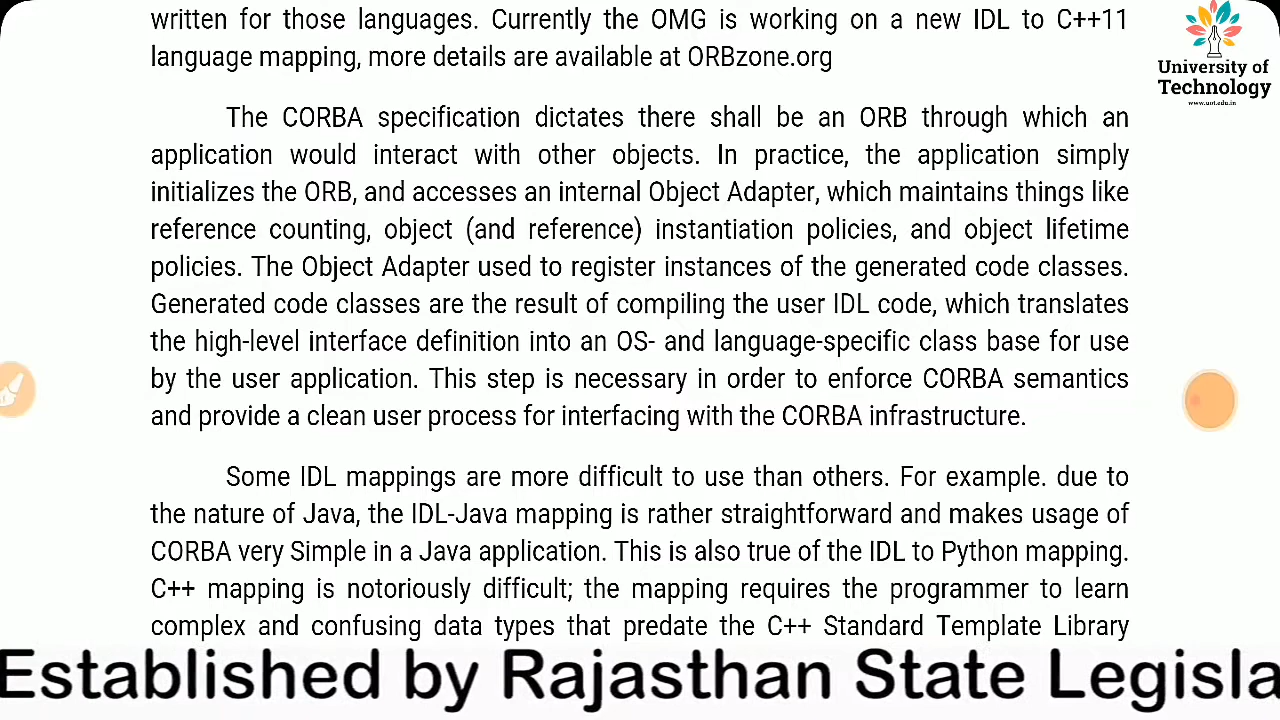 written for those languages. Currently the OMG is working on a new IDL to C++11
language mapping, more details are available at ORBzone.org
University of
Technology
www.uot.edu.in
The CORBA specification dictates there shall be an ORB through which an
application would interact with other objects. In practice, the application simply
initializes the ORB, and accesses an internal Object Adapter, which maintains things like
reference counting, object (and reference) instantiation policies, and object lifetime
policies. The Object Adapter used to register instances of the generated code classes.
Generated code classes are the result of compiling the user IDL code, which translates
the high-level interface definition into an OS- and language-specific class base for use
by the user application. This step is necessary in order to enforce CORBA semantics
and provide a clean user process for interfacing with the CORBA infrastructure.
Some IDL mappings are more difficult to use than others. For example. due to
the nature of Java, the IDL-Java mapping is rather straightforward and makes usage of
CORBA very Simple in a Java application. This is also true of the IDL to Python mapping.
C++ mapping is notoriously difficult; the mapping requires the programmer to learn
complex and confusing data types that predate the C++ Standard Template Library
Established by Rajasthan State Legisla